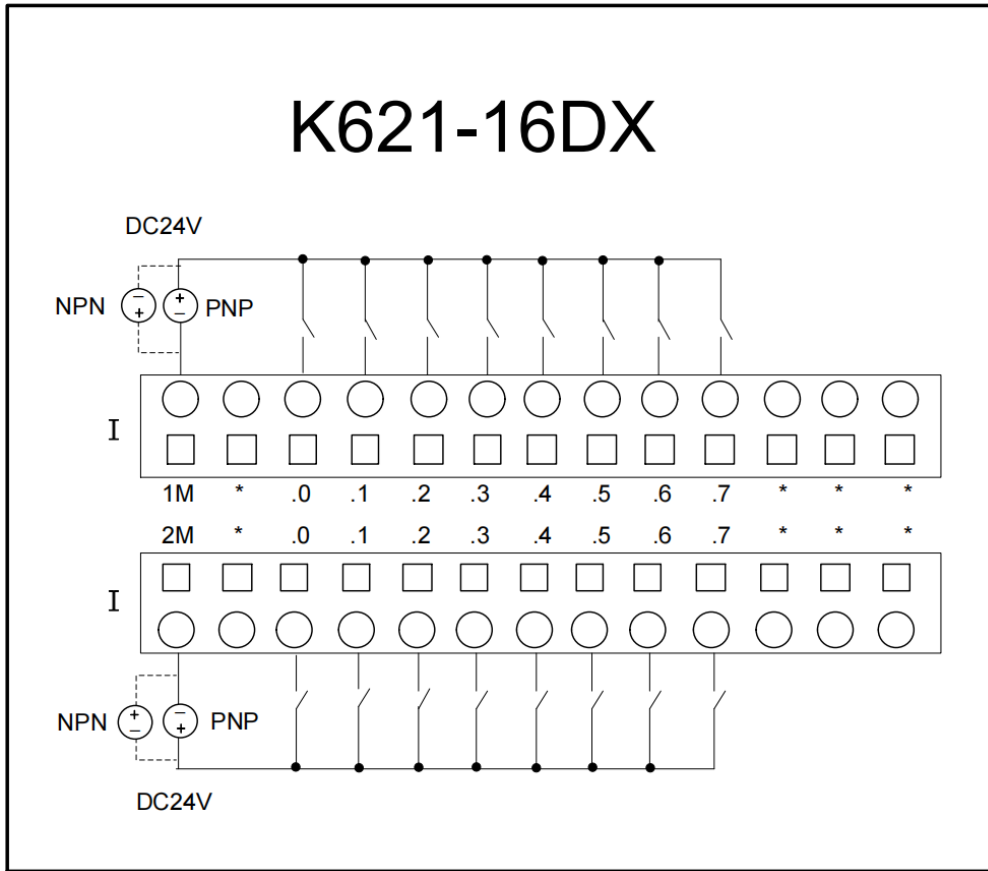 K621-16DX
DC24V
NPN - + + - PNP
I
1M * .0 .1 .2 .3 .4 .5 .6 .7 * * *
2M * .0 .1 .2 .3 .4 .5 .6 .7 * * *
I
NPN + - - + PNP
DC24V